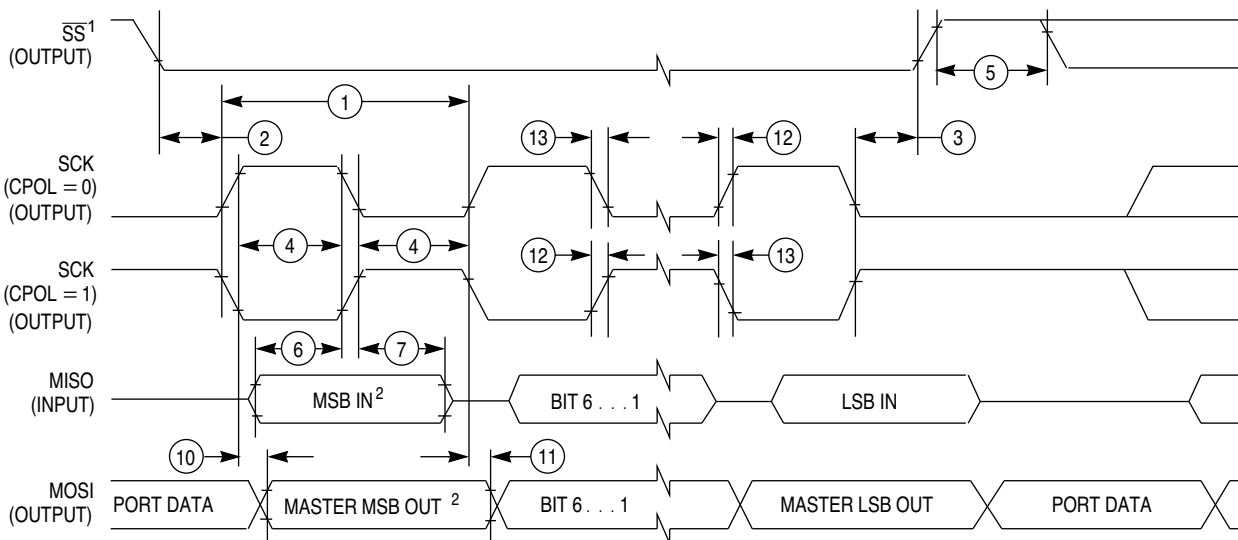 SS1
(OUTPUT)
5
1
2
13
12
3
SCK
(CPOL = 0)
(OUTPUT)
4
4
12
13
SCK
(CPOL = 1)
(OUTPUT)
6
7
MISO
(INPUT)
MSB IN2
BIT 6 . . . 1
LSB IN
10
11
MOSI
(OUTPUT)
PORT DATA
MASTER MSB OUT 2
BIT 6 . . . 1
MASTER LSB OUT
PORT DATA